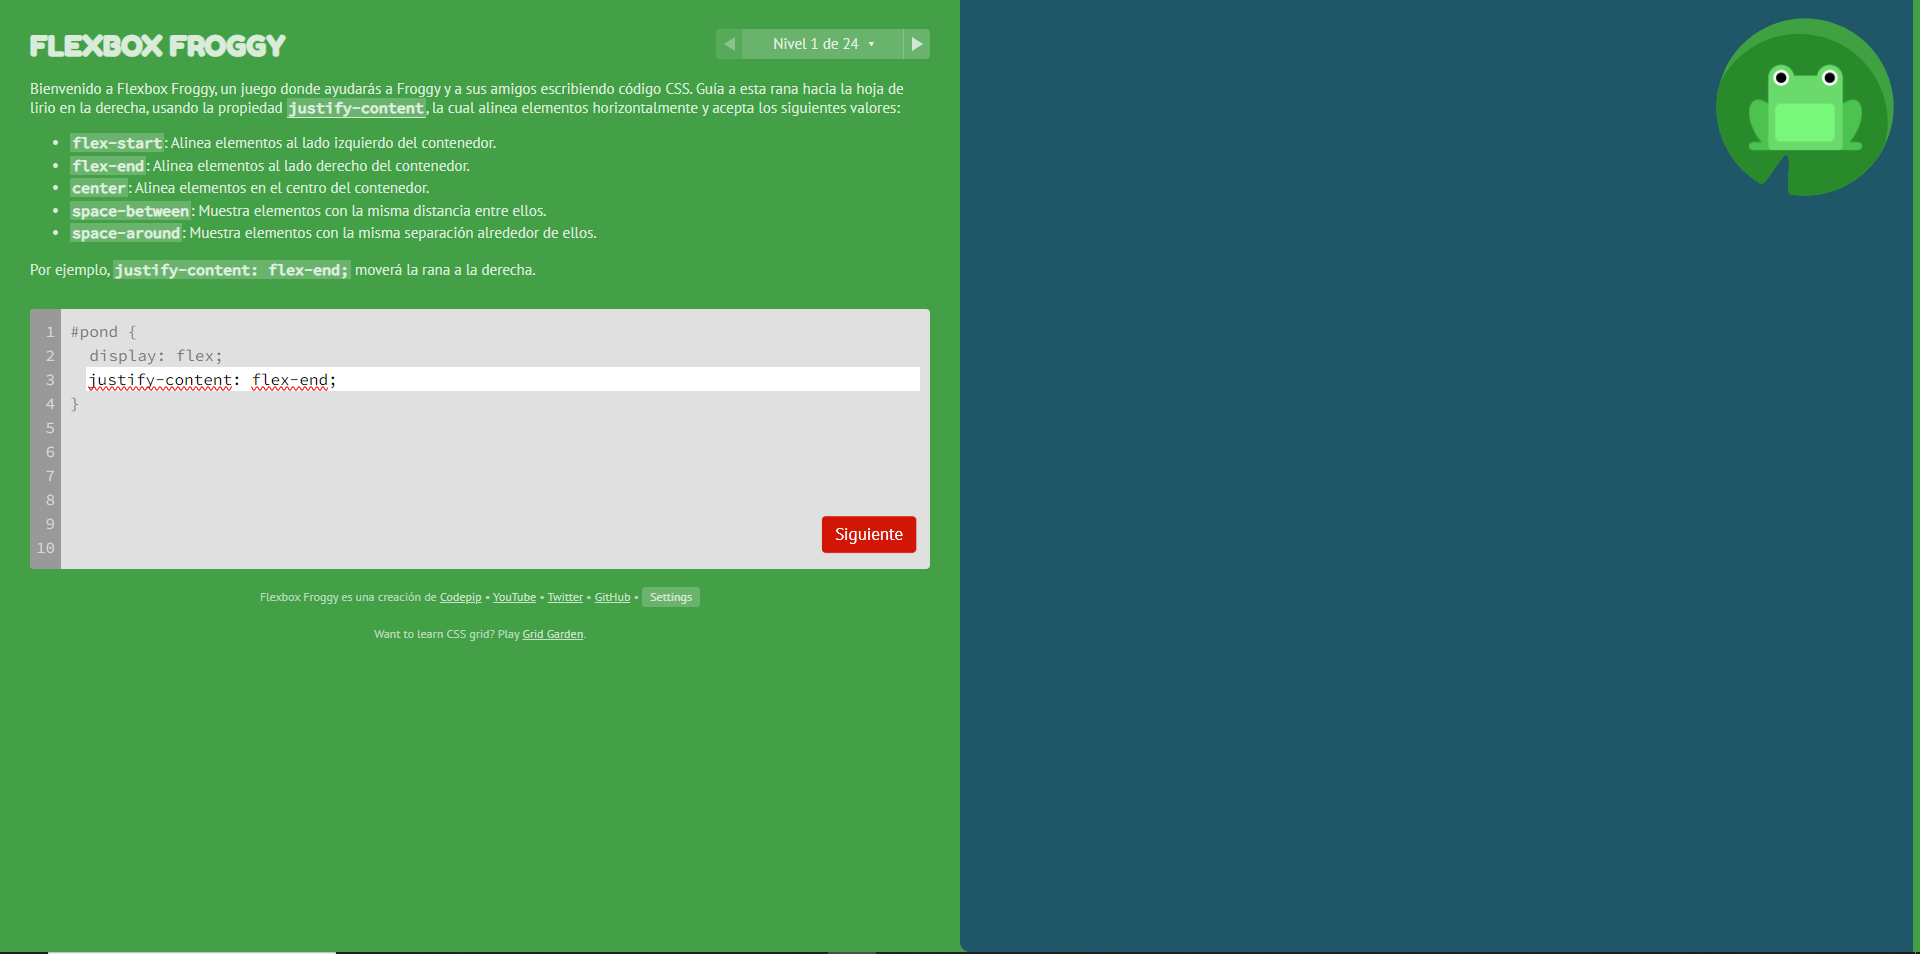 FLEXBOX FROGGY
Nivel 1 de 24
Bienvenido a Flexbox Froggy, un juego donde ayudarás a Froggy y a sus amigos escribiendo código CSS. Guía a esta rana hacia la hoja de
lirio en la derecha, usando la propiedad justify-content, la cual alinea elementos horizontalmente y acepta los siguientes valores:
• flex-start: Alinea elementos al lado izquierdo del contenedor.
• flex-end: Alinea elementos al lado derecho del contenedor.
• center: Alinea elementos en el centro del contenedor.
• space-between: Muestra elementos con la misma distancia entre ellos.
• space-around: Muestra elementos con la misma separación alrededor de ellos.
Por ejemplo, justify-content: flex-end; moverá la rana a la derecha.
1 #pond {
2 display: flex;
3 justify-content: flex-end;
4 }
5
6
7
8
9
10
Siguiente
Flexbox Froggy es una creación de Codepip • YouTube • Twitter • GitHub • Settings
Want to learn CSS grid? Play Grid Garden.